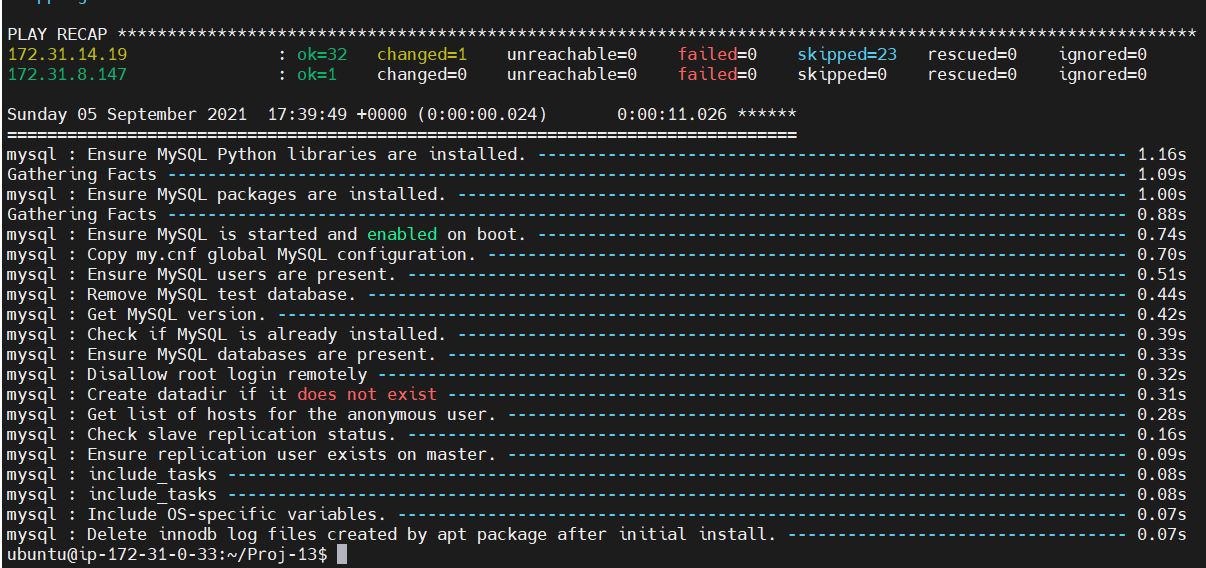 PLAY RECAP ************************************************************************************************************
172.31.14.19 : ok=32 changed=1 unreachable=0 failed=0 skipped=23 rescued=0 ignored=0
172.31.8.147 : ok=1 changed=0 unreachable=0 failed=0 skipped=0 rescued=0 ignored=0
Sunday 05 September 2021 17:39:49 +0000 (0:00:00.024) 0:00:11.026 ******
===============================================================================
mysql : Ensure MySQL Python libraries are installed. ----------------------------------------------------------- 1.16s
Gathering Facts ------------------------------------------------------------------------------------------------ 1.09s
mysql : Ensure MySQL packages are installed. ------------------------------------------------------------------- 1.00s
Gathering Facts ------------------------------------------------------------------------------------------------ 0.88s
mysql : Ensure MySQL is started and enabled on boot. ----------------------------------------------------------- 0.74s
mysql : Copy my.cnf global MySQL configuration. ---------------------------------------------------------------- 0.70s
mysql : Ensure MySQL users are present. ------------------------------------------------------------------------ 0.51s
mysql : Remove MySQL test database. ---------------------------------------------------------------------------- 0.44s
mysql : Get MySQL version. ------------------------------------------------------------------------------------- 0.42s
mysql : Check if MySQL is already installed. ------------------------------------------------------------------- 0.39s
mysql : Ensure MySQL databases are present. -------------------------------------------------------------------- 0.33s
mysql : Disallow root login remotely --------------------------------------------------------------------------- 0.32s
mysql : Create datadir if it does not exist -------------------------------------------------------------------- 0.31s
mysql : Get list of hosts for the anonymous user. -------------------------------------------------------------- 0.28s
mysql : Check slave replication status. ------------------------------------------------------------------------ 0.16s
mysql : Ensure replication user exists on master. -------------------------------------------------------------- 0.09s
mysql : include_tasks ------------------------------------------------------------------------------------------ 0.08s
mysql : include_tasks ------------------------------------------------------------------------------------------ 0.08s
mysql : Include OS-specific variables. ------------------------------------------------------------------------- 0.07s
mysql : Delete innodb log files created by apt package after initial install. ---------------------------------- 0.07s
ubuntu@ip-172-31-0-33:~/Proj-13$